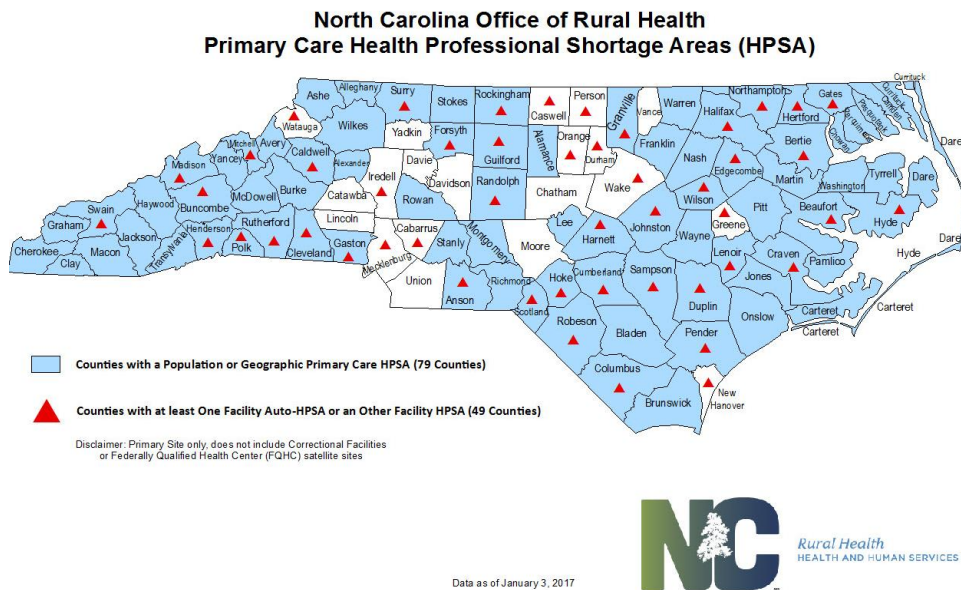 North Carolina Office of Rural Health
Primary Care Health Professional Shortage Areas (HPSA)
Currituck
Ashe
Alleghany
Surry
Stokes
Rockingham
Caswell
Person
Granville
Vance
Warren
Northampton
Gates
Hertford
Currituck
Camden
Pasquotank
Perquimans
Chowan
Halifax
Watauga
Wilkes
Yadkin
Forsyth
Guilford
Alamance
Orange
Durham
Franklin
Nash
Edgecombe
Bertie
Dare
Mitchell
Avery
Caldwell
Alexander
Davie
Madison
Yancey
Iredell
Davidson
Randolph
Chatham
Wake
Wilson
Martin
Washington
Tyrrell
Dare
Haywood
Buncombe
McDowell
Burke
Catawba
Rowan
Swain
Graham
Jackson
Henderson
Rutherford
Lincoln
Cabarrus
Stanly
Montgomery
Moore
Lee
Harnett
Johnston
Wayne
Greene
Pitt
Beaufort
Hyde
Dare
Cherokee
Clay
Macon
Transylvania
Polk
Cleveland
Gaston
Mecklenburg
Union
Anson
Richmond
Scotland
Hoke
Cumberland
Sampson
Duplin
Lenoir
Jones
Craven
Pamlico
Hyde
Carteret
Carteret
Carteret
Robeson
Bladen
Pender
Onslow
Columbus
Brunswick
New
Hanover
Counties with a Population or Geographic Primary Care HPSA (79 Counties)
Counties with at least One Facility Auto-HPSA or an Other Facility HPSA (49 Counties)
Disclaimer: Primary Site only, does not include Correctional Facilities
or Federally Qualified Health Center (FQHC) satellite sites
NC
Rural Health
HEALTH AND HUMAN SERVICES
Data as of January 3, 2017